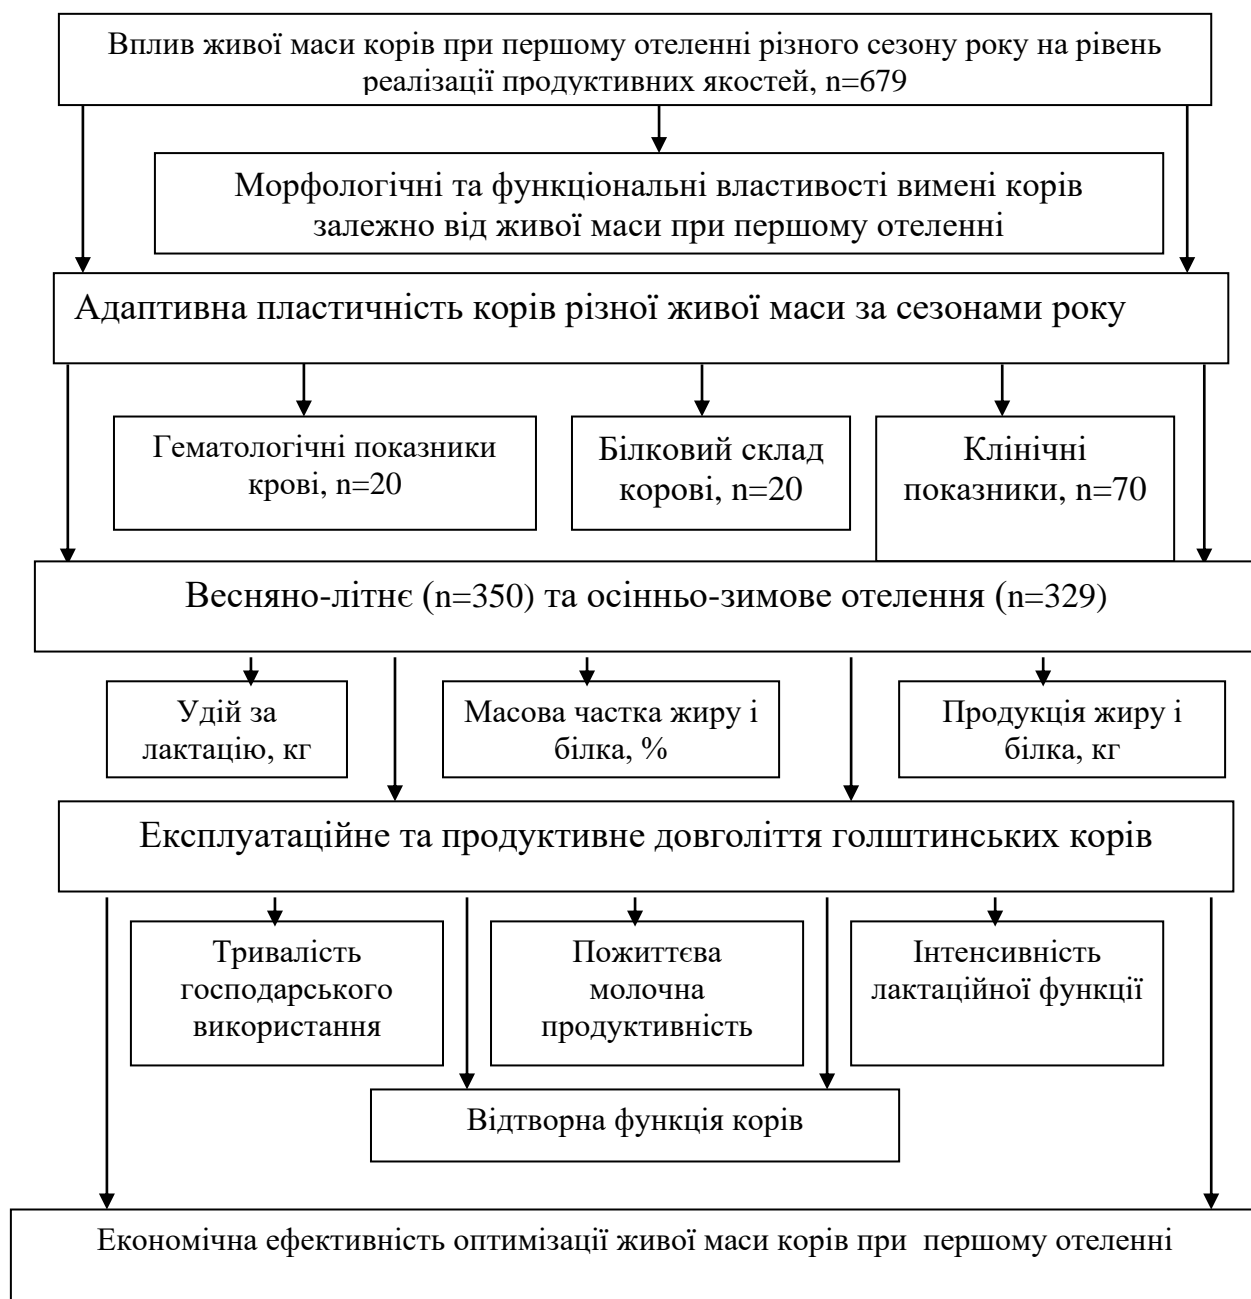 Вплив живої маси корів при першому отеленні різного сезону року на рівень
реалізації продуктивних якостей, n=679
Морфологічні та функціональні властивості вимені корів
залежно від живої маси при першому отеленні
Адаптивна пластичність корів різної живої маси за сезонами року
Гематологічні показники
крові, n=20
Білковий склад
корові, n=20
Клінічні
показники, n=70
Весняно-літнє (n=350) та осінньо-зимове отелення (n=329)
Удій за
лактацію, кг
Масова частка жиру і
білка, %
Продукція жиру і
білка, кг
Експлуатаційне та продуктивне довголіття голштинських корів
Тривалість
господарського
використання
Пожиттєва
молочна
продуктивність
Інтенсивність
лактаційної функції
Відтворна функція корів
Економічна ефективність оптимізації живої маси корів при першому отеленні